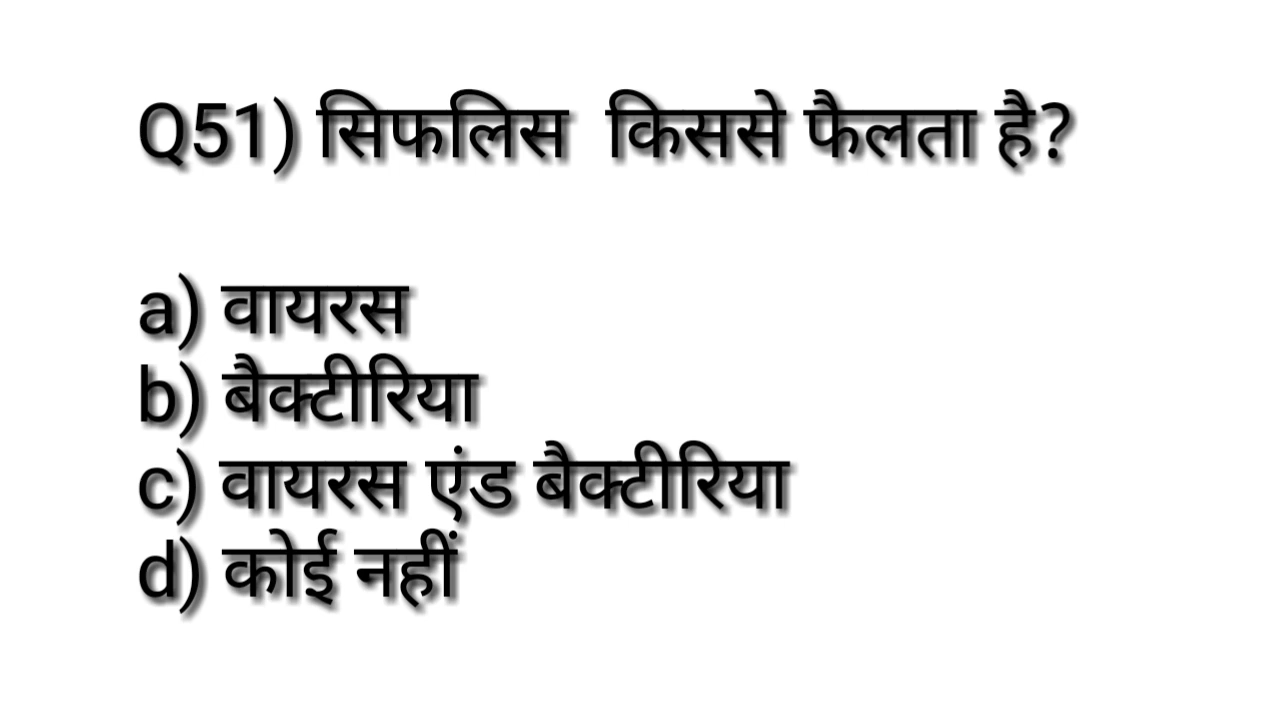 Q51) सिफलिस किससे फैलता है?
a) वायरस
b) बैक्टीरिया
c) वायरस एंड बैक्टीरिया
d) कोई नहीं